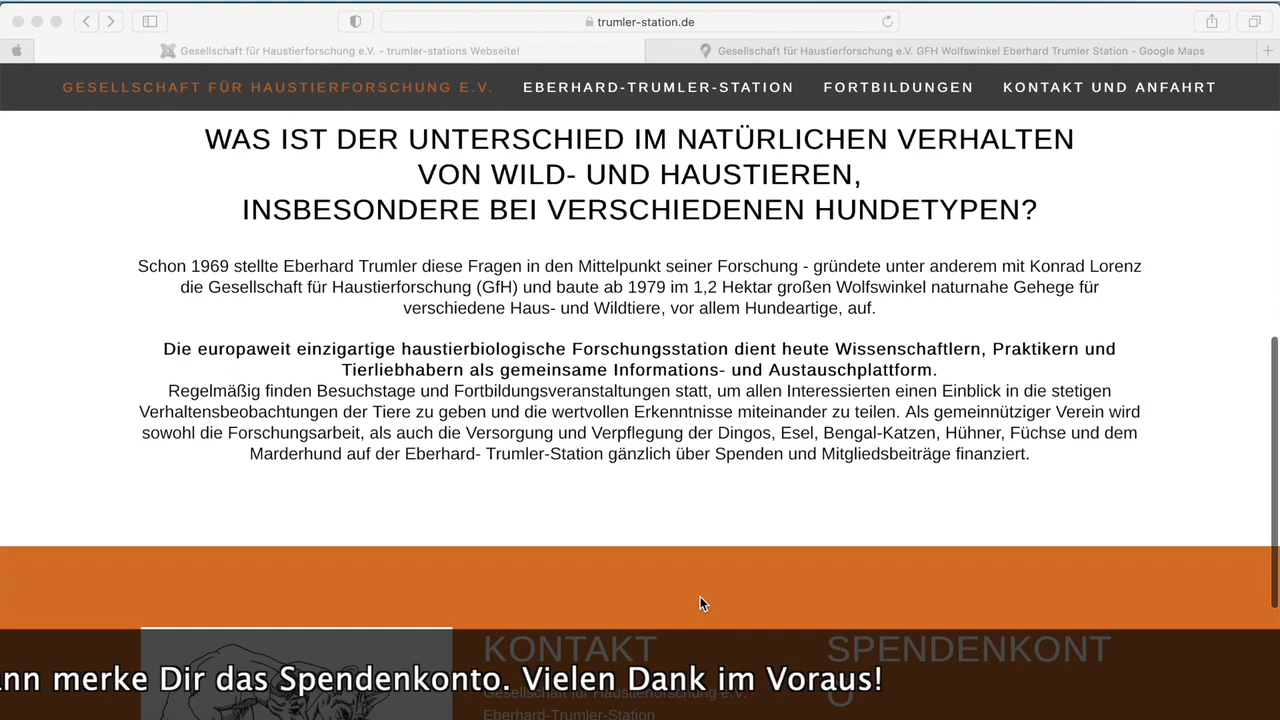 trumler-station.de
Gesellschaft für Haustierforschung e.V. - trumler-stations Webseite!
Gesellschaft für Haustierforschung e.V. GFH Wolfswinkel Eberhard Trumler Station - Google Maps
GESELLSCHAFT FÜR HAUSTIERFORSCHUNG E.V. EBERHARD-TRUMLER-STATION FORTBILDUNGEN KONTAKT UND ANFAHRT
WAS IST DER UNTERSCHIED IM NATÜRLICHEN VERHALTEN
VON WILD- UND HAUSTIEREN,
INSBESONDERE BEI VERSCHIEDENEN HUNDETYPEN?
Schon 1969 stellte Eberhard Trumler diese Fragen in den Mittelpunkt seiner Forschung - gründete unter anderem mit Konrad Lorenz
die Gesellschaft für Haustierforschung (GfH) und baute ab 1979 im 1,2 Hektar großen Wolfswinkel naturnahe Gehege für
verschiedene Haus- und Wildtiere, vor allem Hundeartige, auf.
Die europaweit einzigartige haustierbiologische Forschungsstation dient heute Wissenschaftlern, Praktikern und
Tierliebhabern als gemeinsame Informations- und Austauschplattform.
Regelmäßig finden Besuchstage und Fortbildungsveranstaltungen statt, um allen Interessierten einen Einblick in die stetigen
Verhaltensbeobachtungen der Tiere zu geben und die wertvollen Erkenntnisse miteinander zu teilen. Als gemeinnütziger Verein wird
sowohl die Forschungsarbeit, als auch die Versorgung und Verpflegung der Dingos, Esel, Bengal-Katzen, Hühner, Füchse und dem
Marderhund auf der Eberhard- Trumler-Station gänzlich über Spenden und Mitgliedsbeiträge finanziert.
KONTAKT
SPENDENKONT
O
ann merke Dir das Spendenkonto. Vielen Dank im Voraus!
Gesellschaft für Haustierforschung e.V.
Eberhard-Trumler-Station